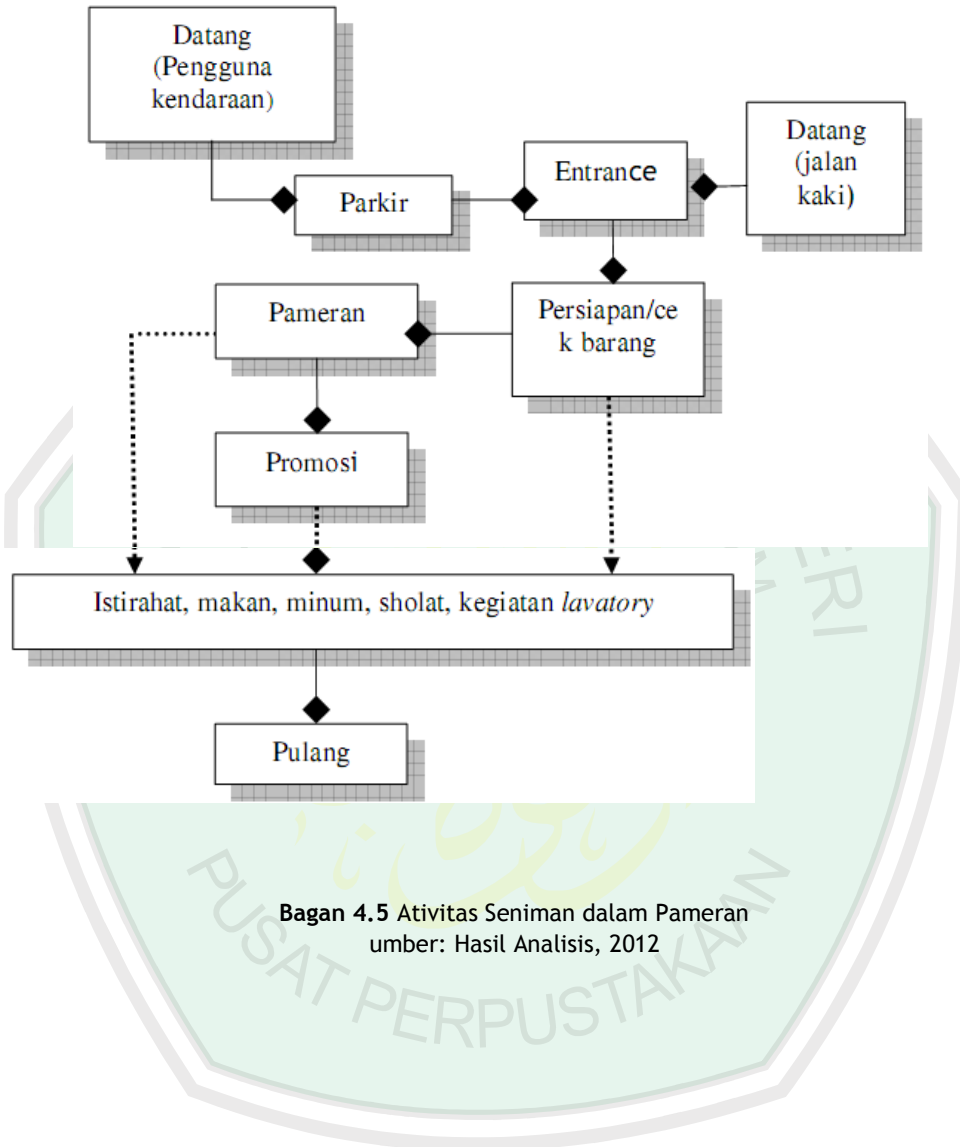 Datang
(Pengguna
kendaraan)
Datang
(jalan
kaki)
Entrance
Parkir
Pameran
Persiapan/ce
k barang
Promosi
Istirahat, makan, minum, sholat, kegiatan lavatory
Pulang
Bagan 4.5 Ativitas Seniman dalam Pameran
umber: Hasil Analisis, 2012
PUSAT PERPUSTAKAAN